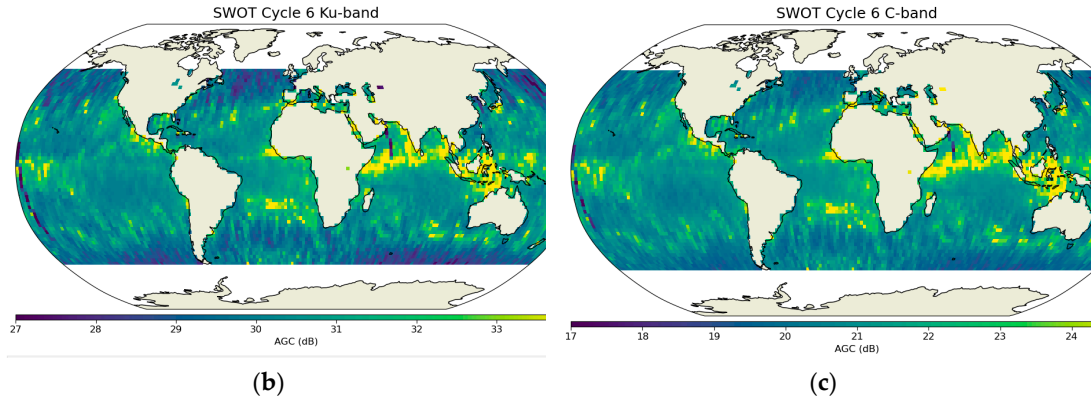 SWOT Cycle 6 Ku-band
27 28 29 30 31 32 33
AGC (dB)
(b)
SWOT Cycle 6 C-band
17 18 19 20 21 22 23 24
AGC (dB)
(c)